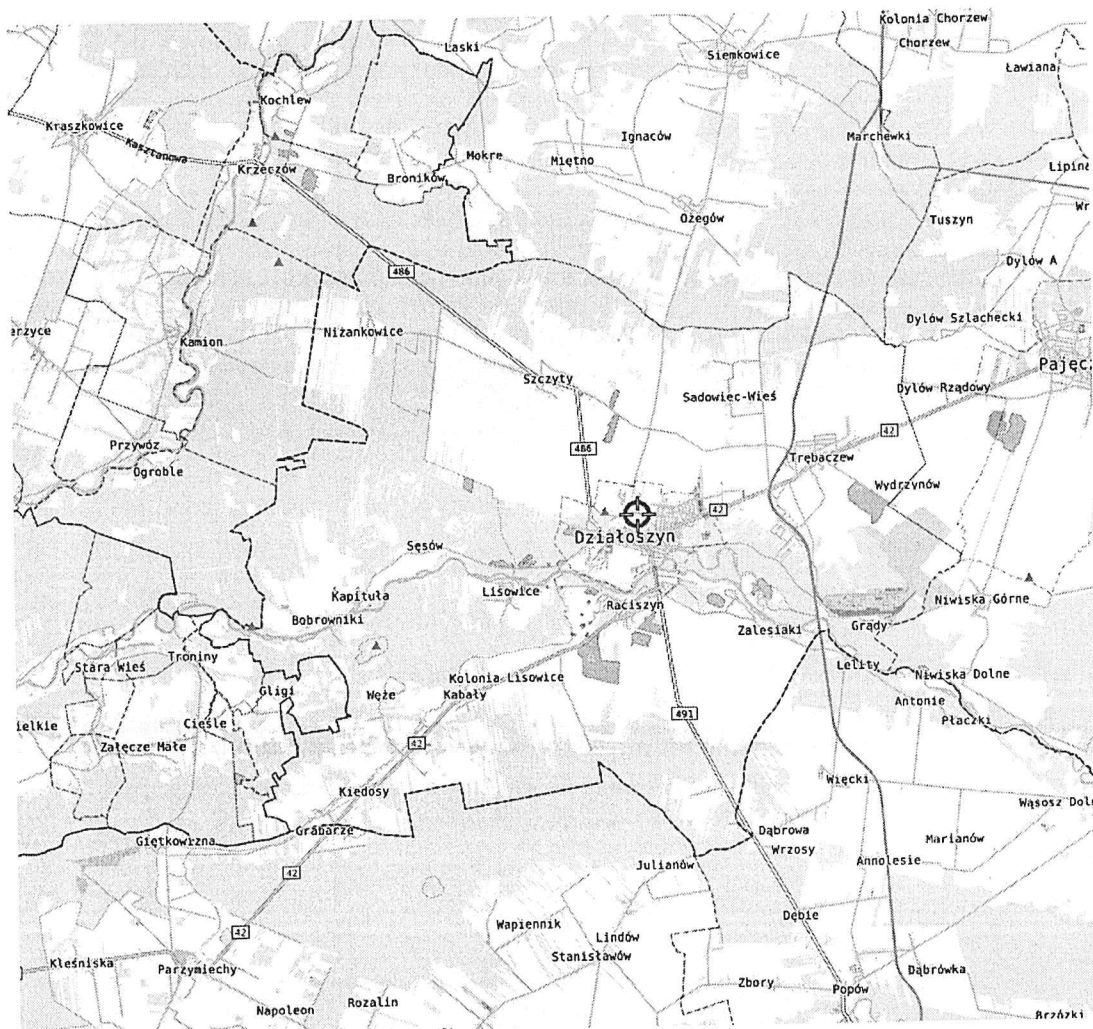 Kolonia Chorzew
Chorzew
Laski
Siemkowice
Ławiana
Kochlew
Kraszkowice
Kasztanowa
Ignaców
Marchewki
Mokre
Miętno
Krzeczów
Broników
Lipina
Ożegów
Tuszyn
Wr
Dylów A
486
Dylów Szlachecki
erzyce
Niżankowice
Kamion
Pajęcz
Szczyty
Dylów Rządowy
Sadowiec-Wieś
42
Przywóz
486
Trębaczew
Ogroble
Wydrzynów
42
Działoszyn
Sęsów
Kapituła
Lisowice
Niwiska Górne
Raciszyn
Bobrowniki
Grądy
Zalesiaki
Troniny
Stara Wieś
Lelity
Niwiska Dolne
Kolonia Lisowice
Gligi
Węże
Kabały
Antonie
491
Płaczki
ielkie
Cieśle
42
Załęcze Małe
Więcki
Kiedosy
Wąsosz Doln
Grabarze
Dąbrowa
Giętkowizna
Wrzosy
Marianów
Julianów
Annolesie
42
Dębie
Wapiennik
42
Lindów
Stanisławów
Kleśniska
Parzymiechy
Dąbrówka
Zbory
Popów
Rozalin
Napoleon
Brzózki